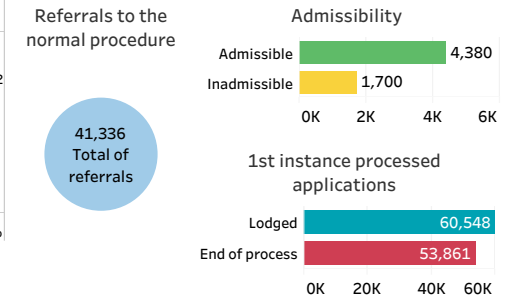 Referrals to the
normal procedure
41,336
Total of
referrals
Admissibility
Admissible 4,380
Inadmissible 1,700
0K 2K 4K 6K
1st instance processed
applications
Lodged 60,548
End of process 53,861
0K 20K 40K 60K